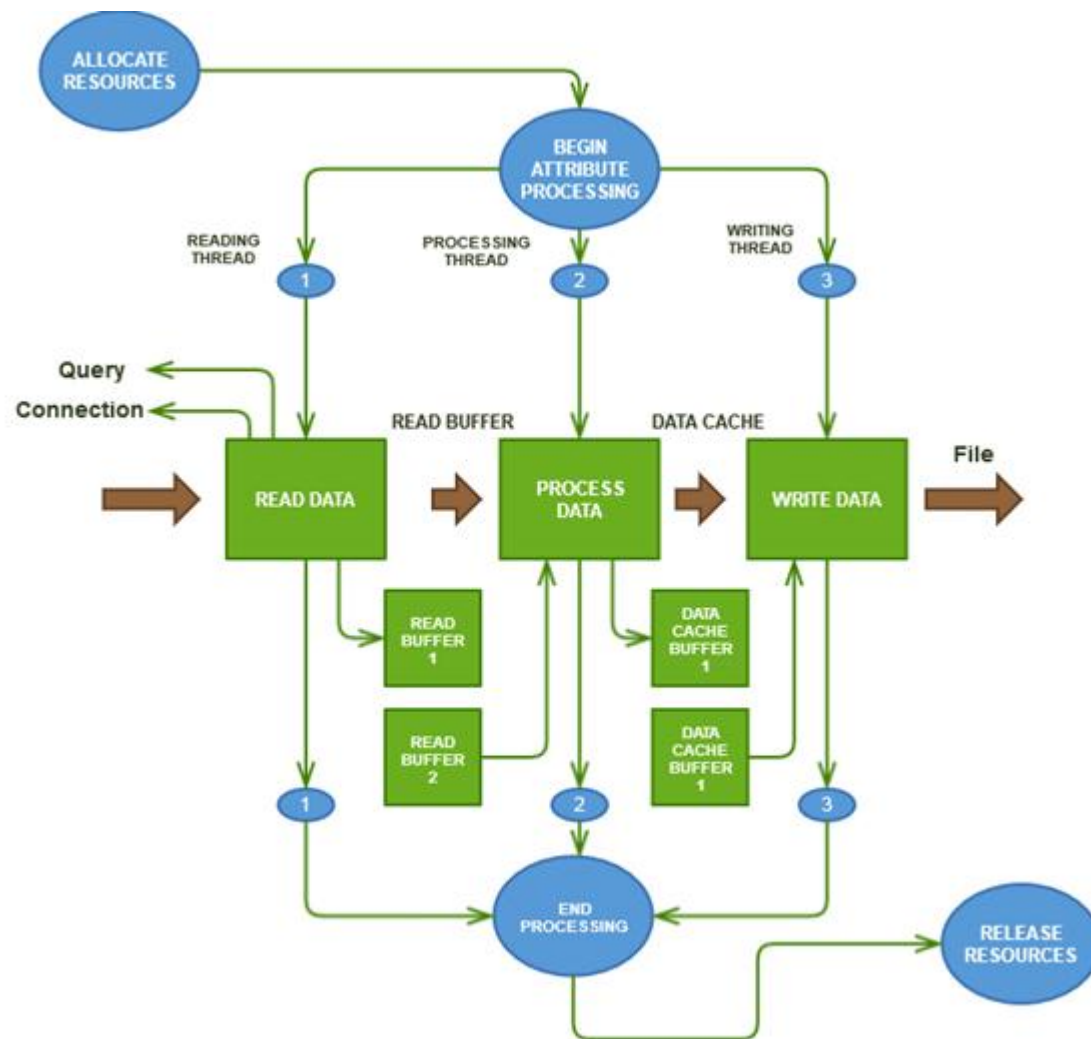 ALLOCATE
RESOURCES
BEGIN
ATTRIBUTE
PROCESSING
READING
THREAD
PROCESSING
THREAD
WRITING
THREAD
1
2
3
Query
Connection
READ BUFFER
DATA CACHE
File
READ DATA
PROCESS
DATA
WRITE DATA
READ
BUFFER
1
DATA
CACHE
BUFFER
1
READ
BUFFER
2
DATA
CACHE
BUFFER
1
1
2
3
END
PROCESSING
RELEASE
RESOURCES